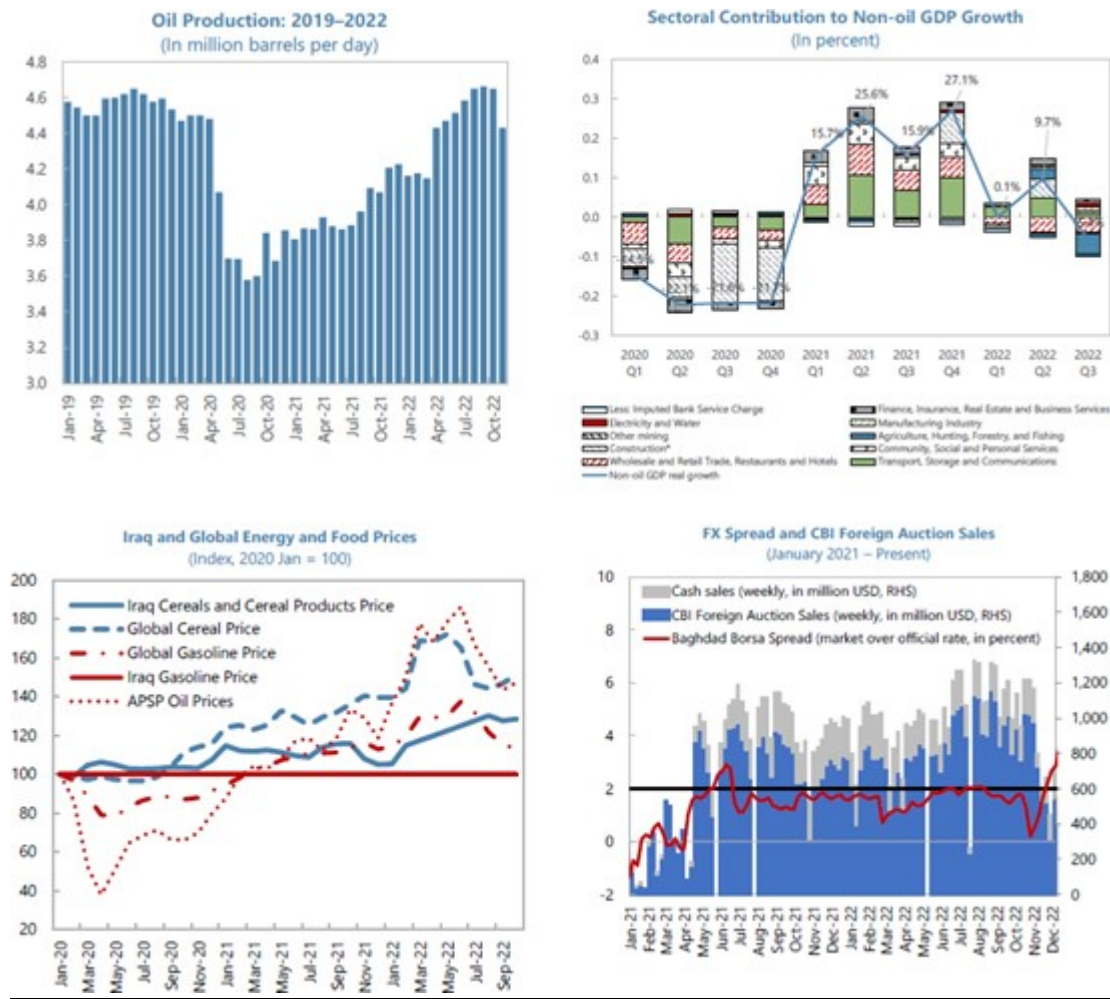 Oil Production: 2019–2022
(In million barrels per day)
4.8
4.6
4.4
4.2
4.0
3.8
3.6
3.4
3.2
3.0
Jan-19
Apr-19
Jul-19
Oct-19
Jan-20
Apr-20
Jul-20
Oct-20
Jan-21
Apr-21
Jul-21
Oct-21
Jan-22
Apr-22
Jul-22
Oct-22
Sectoral Contribution to Non-oil GDP Growth
(In percent)
0.4
0.3
0.2
0.1
0.0
-0.1
-0.2
-0.3
-14.5%
-22.1%
-21.6%
15.7%
25.6%
15.9%
27.1%
0.1%
9.7%
2020 2020 2020 2020 2021 2021 2021 2021 2022 2022 2022
Q1 Q2 Q3 Q4 Q1 Q2 Q3 Q4 Q1 Q2 Q3
Less: Imputed Bank Service Charge
Finance, Insurance, Real Estate and Business Services
Electricity and Water
Manufacturing Industry
Other mining
Agriculture, Hunting, Forestry, and Fishing
Construction*
Community, Social and Personal Services
Wholesale and Retail Trade, Restaurants and Hotels
Transport, Storage and Communications
Non-oil GDP real growth
Iraq and Global Energy and Food Prices
(Index, 2020 Jan = 100)
200
180
160
140
120
100
80
60
40
20
Iraq Cereals and Cereal Products Price
Global Cereal Price
Global Gasoline Price
Iraq Gasoline Price
APSP Oil Prices
Jan-20
Mar-20
May-20
Jul-20
Sep-20
Nov-20
Jan-21
Mar-21
May-21
Jul-21
Sep-21
Nov-21
Jan-22
Mar-22
May-22
Jul-22
Sep-22
FX Spread and CBI Foreign Auction Sales
(January 2021 – Present)
10
8
6
4
2
0
-2
1,800
1,600
1,400
1,200
1,000
800
600
400
200
0
Cash sales (weekly, in million USD, RHS)
CBI Foreign Auction Sales (weekly, in million USD, RHS)
Baghdad Borsa Spread (market over official rate, in percent)
Jan-21
Feb-21
Mar-21
Apr-21
May-21
Jun-21
Jul-21
Aug-21
Sep-21
Oct-21
Nov-21
Dec-21
Jan-22
Feb-22
Mar-22
Apr-22
May-22
Jun-22
Jul-22
Aug-22
Sep-22
Oct-22
Nov-22
Dec-22